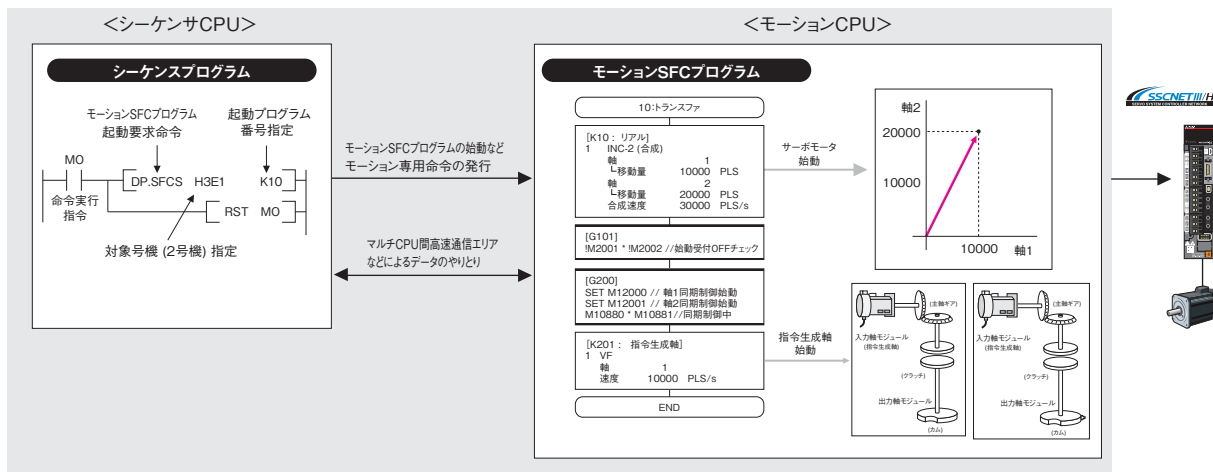 ＜シーケンサCPU＞
シーケンスプログラム
モーションSFCプログラム
起動要求命令
起動プログラム
番号指定
MO
DP.SFCS H3E1 K10
命令実行
指令
RST MO
対象号機 (2号機) 指定
モーションSFCプログラムの始動など
モーション専用命令の発行
マルチCPU間高速通信エリア
などによるデータのやりとり
＜モーションCPU＞
モーションSFCプログラム
10:トランスファ
[K10： リアル]
1 INC-2 (合成)
軸 1
└移動量 10000 PLS
軸 2
└移動量 20000 PLS
合成速度 30000 PLS/s
[G101]
!M2001 * !M2002 //始動受付OFFチェック
[G200]
SET M12000 // 軸1同期制御始動
SET M12001 // 軸2同期制御始動
M10880 * M10881//同期制御中
[K201： 指令生成軸]
1 VF
軸 1
速度 10000 PLS/s
END
サーボモータ
始動
軸2
20000
10000
10000 軸1
指令生成軸
始動
(主軸ギア)
入力軸モジュール
(指令生成軸)
(クラッチ)
出力軸モジュール
(カム)
(主軸ギア)
入力軸モジュール
(指令生成軸)
(クラッチ)
出力軸モジュール
(カム)
SSCNETIII/H
SERVO SYSTEM CONTROLLER NETWORK